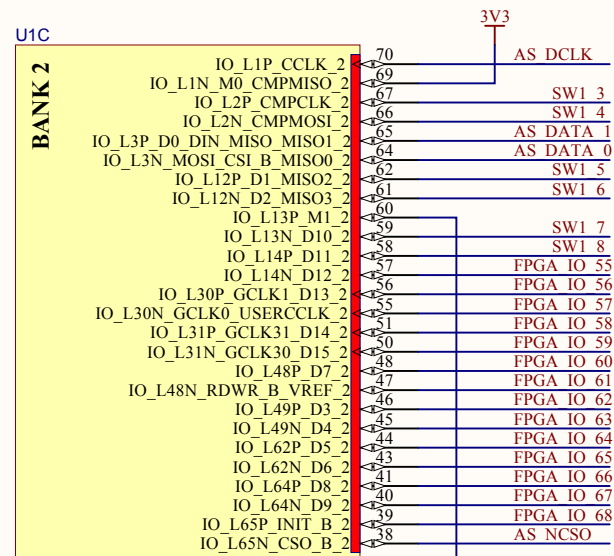 3V3
U1C
BANK 2
IO_L1P_CCLK_2 70 AS_DCLK
IO_L1N_M0_CMPMISO_2 69
IO_L2P_CMPCLK_2 67 SW1_3
IO_L2N_CMPMOSI_2 66 SW1_4
IO_L3P_D0_DIN_MISO_MISO1_2 65 AS_DATA_1
IO_L3N_MOSI_CSI_B_MISO0_2 64 AS_DATA_0
IO_L12P_D1_MISO2_2 62 SW1_5
IO_L12N_D2_MISO3_2 61 SW1_6
IO_L13P_M1_2 60
IO_L13N_D10_2 59 SW1_7
IO_L14P_D11_2 58 SW1_8
IO_L14N_D12_2 57 FPGA_IO_55
IO_L30P_GCLK1_D13_2 56 FPGA_IO_56
IO_L30N_GCLK0_USERCCLK_2 55 FPGA_IO_57
IO_L31P_GCLK31_D14_2 51 FPGA_IO_58
IO_L31N_GCLK30_D15_2 50 FPGA_IO_59
IO_L48P_D7_2 48 FPGA_IO_60
IO_L48N_RDWR_B_VREF_2 47 FPGA_IO_61
IO_L49P_D3_2 46 FPGA_IO_62
IO_L49N_D4_2 45 FPGA_IO_63
IO_L62P_D5_2 44 FPGA_IO_64
IO_L62N_D6_2 43 FPGA_IO_65
IO_L64P_D8_2 41 FPGA_IO_66
IO_L64N_D9_2 40 FPGA_IO_67
IO_L65P_INIT_B_2 39 FPGA_IO_68
IO_L65N_CSO_B_2 38 AS_NCSO